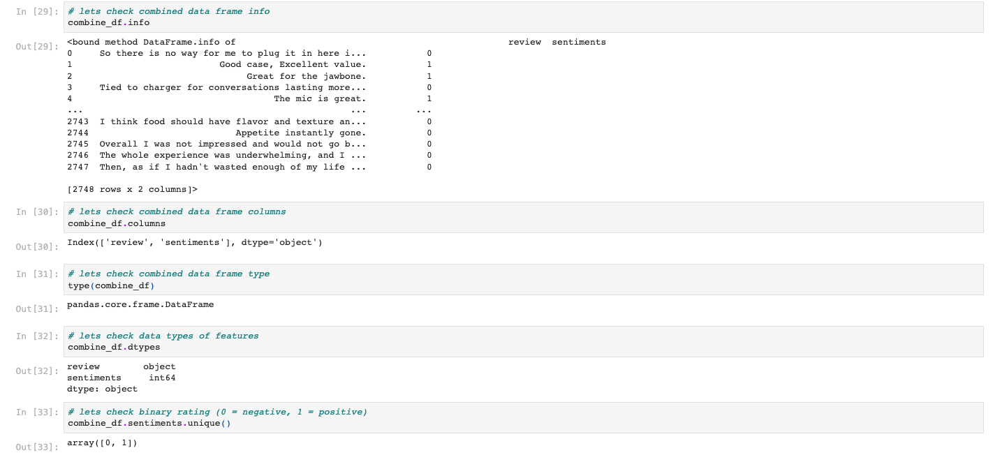 In [29]: # lets check combined data frame info
combine_df.info
Out[29]: <bound method DataFrame.info of                                                  review  sentiments
0     So there is no way for me to plug it in here i...           0
1                           Good case, Excellent value.           1
2                                Great for the jawbone.           1
3     Tied to charger for conversations lasting more...           0
4                                     The mic is great.           1
...                                                 ...         ...
2743  I think food should have flavor and texture an...           0
2744                           Appetite instantly gone.           0
2745  Overall I was not impressed and would not go b...           0
2746  The whole experience was underwhelming, and I ...           0
2747  Then, as if I hadn't wasted enough of my life ...           0
[2748 rows x 2 columns]>
In [30]: # lets check combined data frame columns
combine_df.columns
Out[30]: Index(['review', 'sentiments'], dtype='object')
In [31]: # lets check combined data frame type
type(combine_df)
Out[31]: pandas.core.frame.DataFrame
In [32]: # lets check data types of features
combine_df.dtypes
Out[32]: review        object
sentiments     int64
dtype: object
In [33]: # lets check binary rating (0 = negative, 1 = positive)
combine_df.sentiments.unique()
Out[33]: array([0, 1])